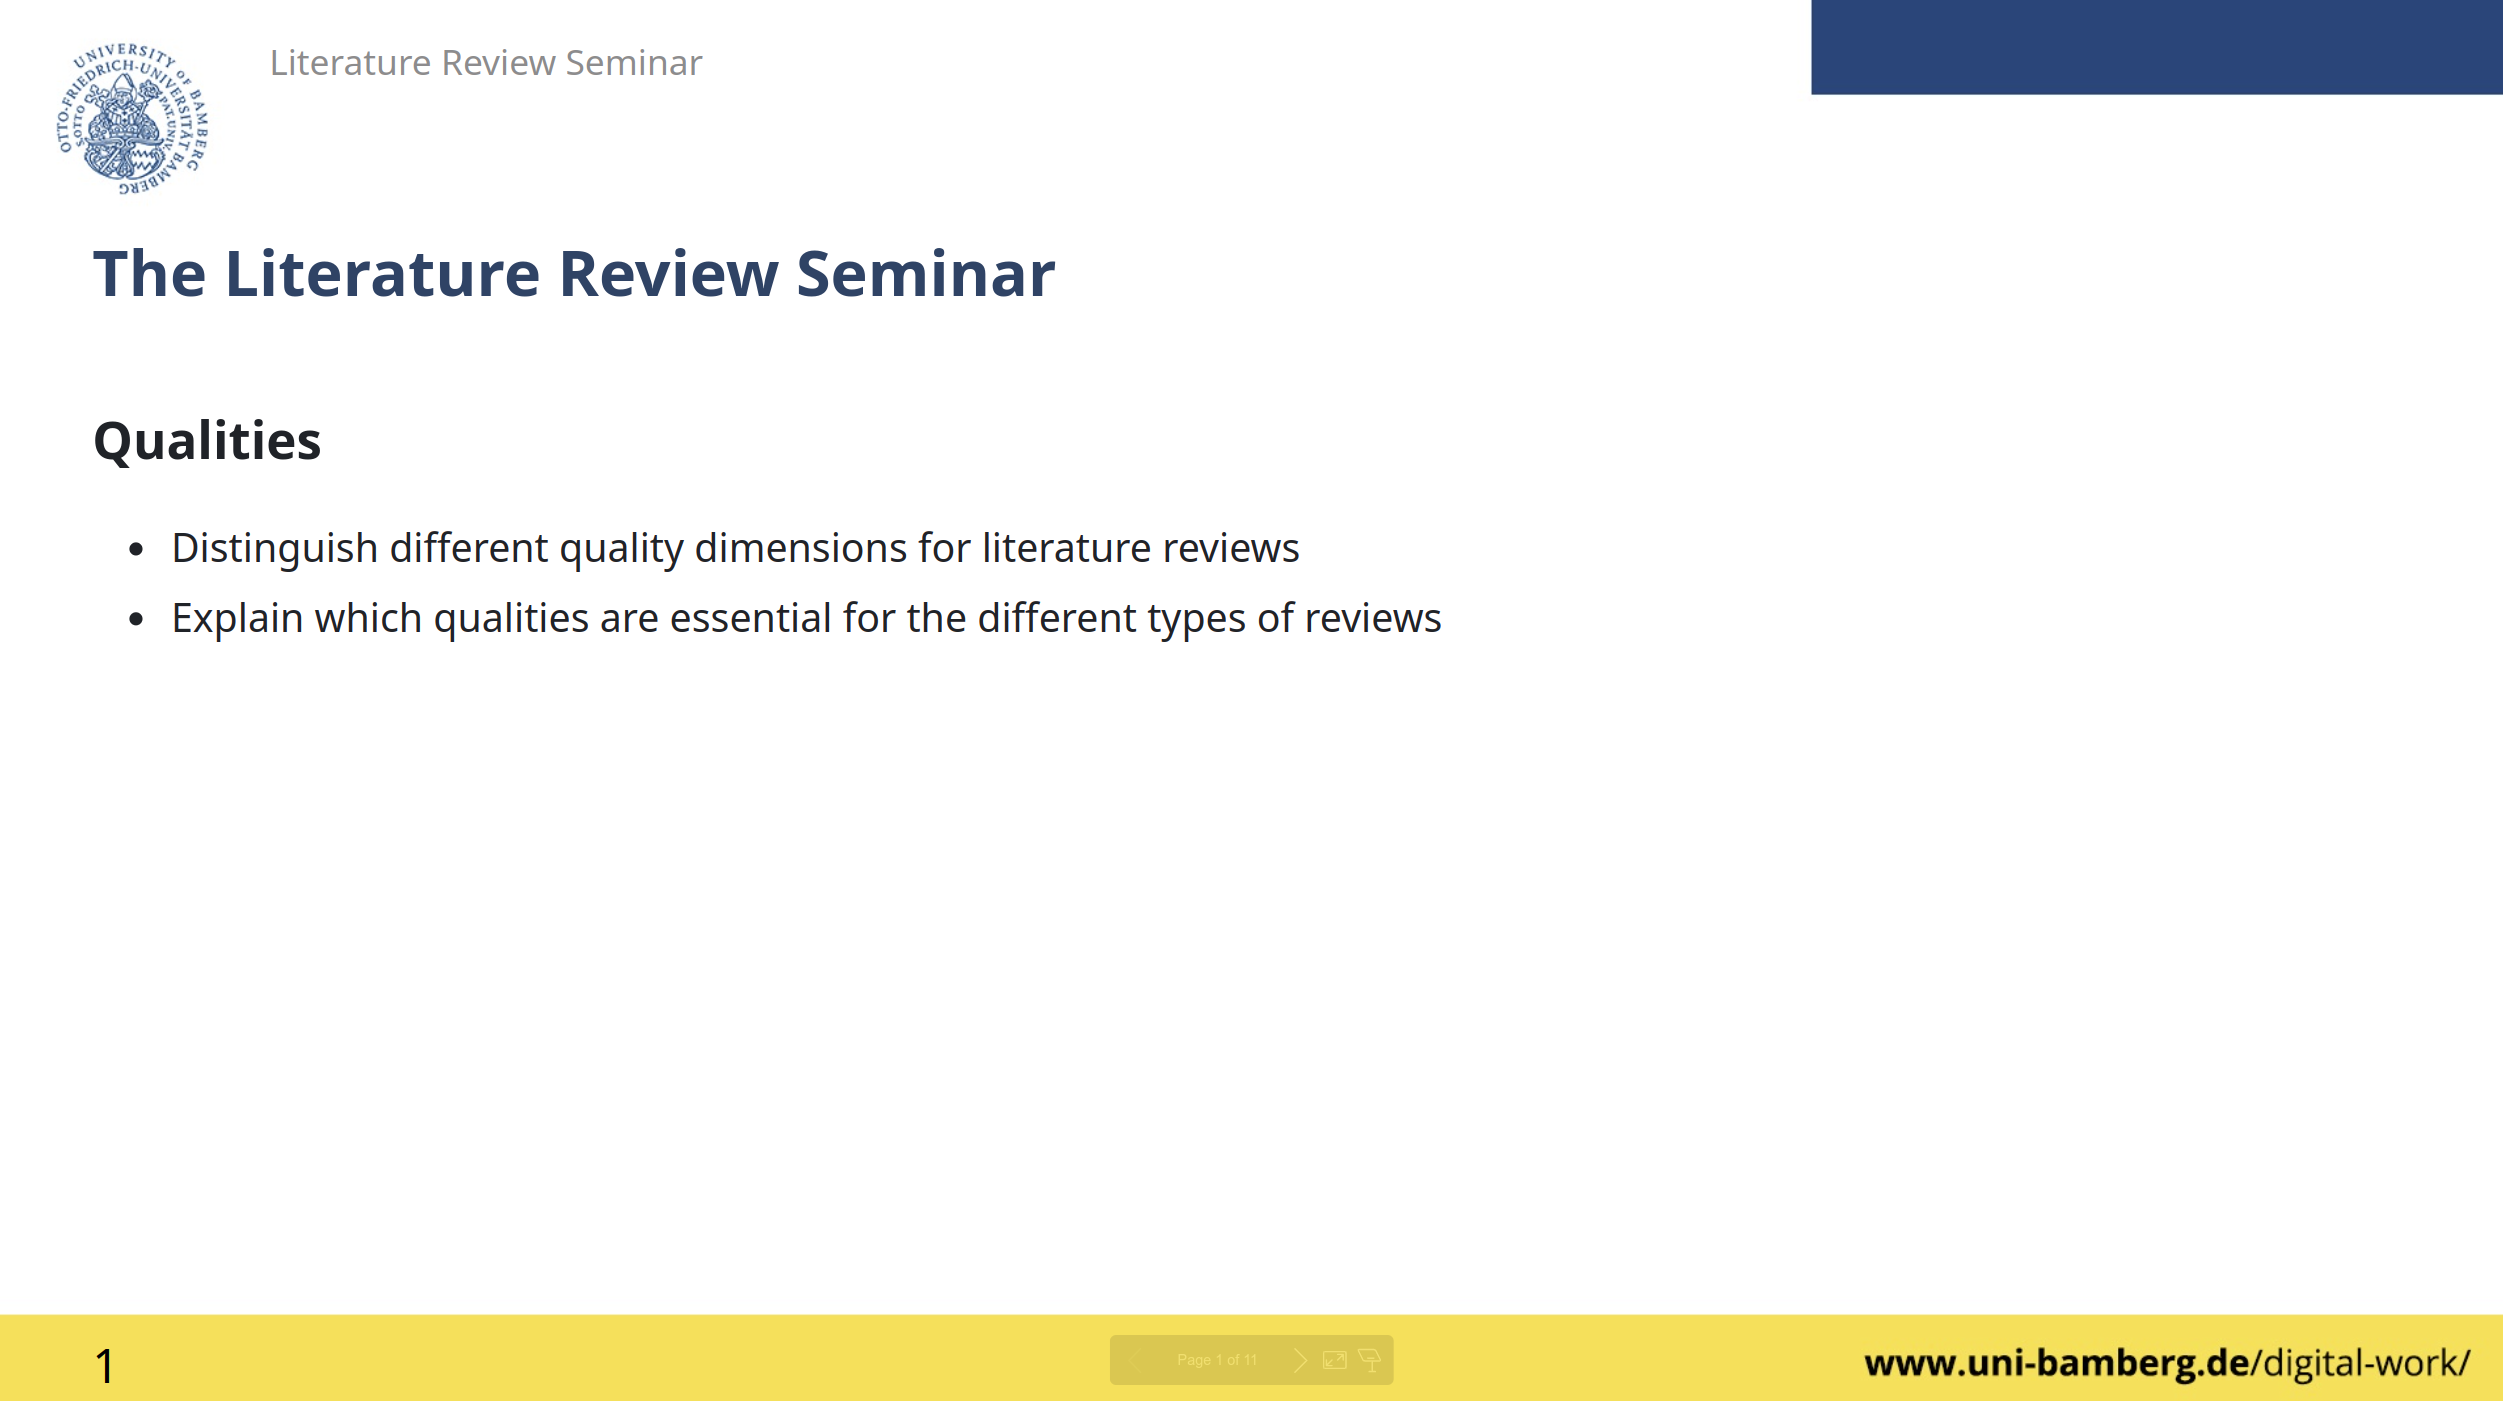 UNIVERSITY OF BAMBERG
OTTO-FRIEDRICH-UNIVERSITÄT BAMBERG
Literature Review Seminar
The Literature Review Seminar
Qualities
• Distinguish different quality dimensions for literature reviews
• Explain which qualities are essential for the different types of reviews
1
Page 1 of 11
www.uni-bamberg.de/digital-work/